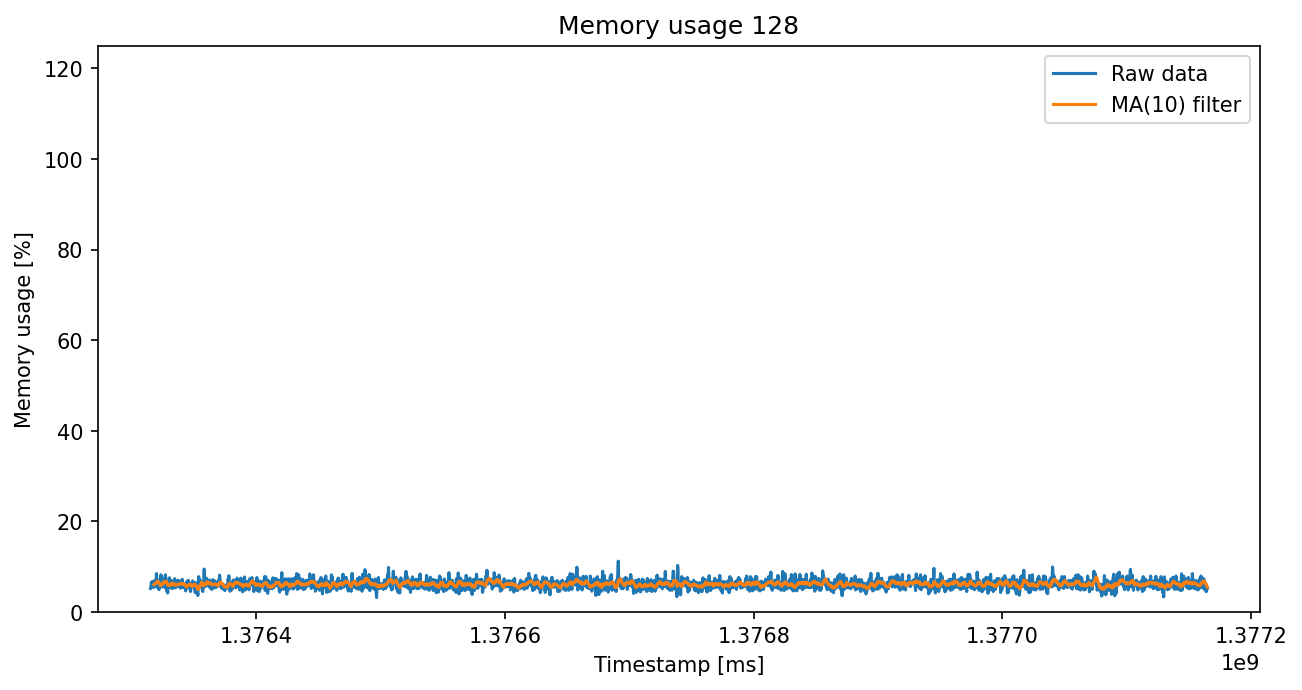 Memory usage 128
Raw data
MA(10) filter
Memory usage [%]
120
100
80
60
40
20
0
1.3764 1.3766 1.3768 1.3770 1.3772
1e9
Timestamp [ms]